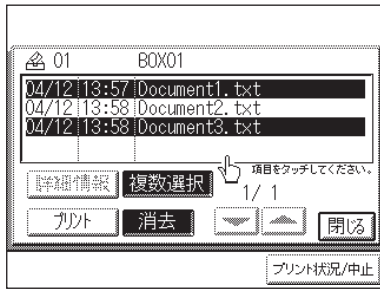 01 BOX01
04/12 13:57 Document1.txt
04/12 13:58 Document2.txt
04/12 13:58 Document3.txt
項目をタッチしてください。
詳細情報 複数選択 1/ 1
プリント 消去 閉じる
プリント状況/中止